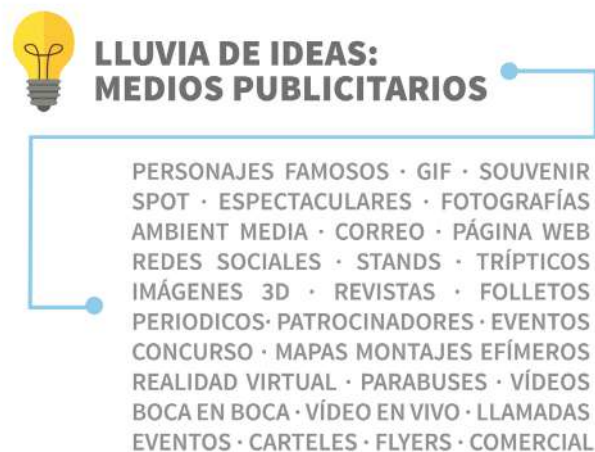 LLUVIA DE IDEAS:
MEDIOS PUBLICITARIOS
PERSONAJES FAMOSOS · GIF · SOUVENIR
SPOT · ESPECTACULARES · FOTOGRAFÍAS
AMBIENT MEDIA · CORREO · PÁGINA WEB
REDES SOCIALES · STANDS · TRÍPTICOS
IMÁGENES 3D · REVISTAS · FOLLETOS
PERIODICOS· PATROCINADORES · EVENTOS
CONCURSO · MAPAS MONTAJES EFÍMEROS
REALIDAD VIRTUAL · PARABUSES · VÍDEOS
BOCA EN BOCA · VÍDEO EN VIVO · LLAMADAS
EVENTOS · CARTELES · FLYERS · COMERCIAL